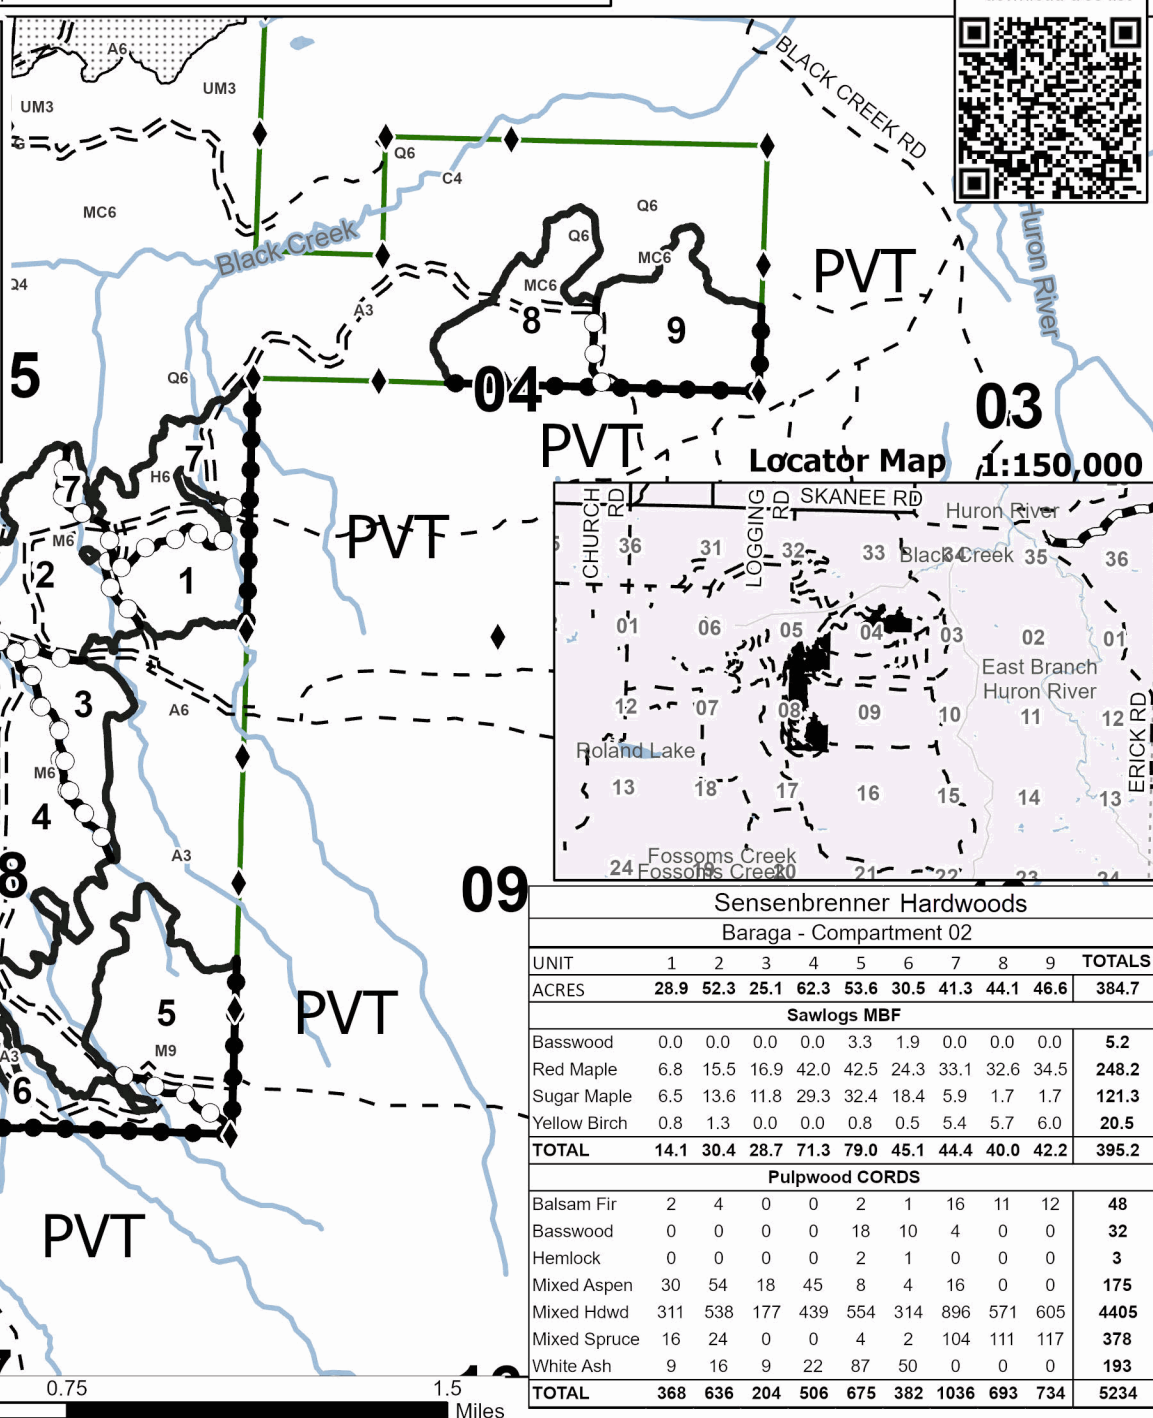 A6
UM3
UM3
BLACK CREEK RD
Q6
C4
MC6
Q6
Q6
Huron River
Black Creek
MC6
PVT
Q4
MC6
A3
8
9
5
Q6
04
03
PVT
7
H6
7
Locator Map 1:150,000
M6
PVT
2
1
3
A6
M6
4
A3
8
09
5
PVT
M9
A3
6
PVT
0.75
1.5
Miles
CHURCH RD
LOGGING RD
SKANEE RD
Huron River
36
31
32
33
Black Creek
34
35
36
01
06
05
04
03
02
01
East Branch
Huron River
12
07
08
09
10
11
12
ERICK RD
Roland Lake
13
18
17
16
15
14
13
Fossoms Creek
24
19
Fossoms Creek
20
21
22
23
24
Sensenbrenner Hardwoods
Baraga - Compartment 02
UNIT 1 2 3 4 5 6 7 8 9 TOTALS
ACRES 28.9 52.3 25.1 62.3 53.6 30.5 41.3 44.1 46.6 384.7
Sawlogs MBF
Basswood 0.0 0.0 0.0 0.0 3.3 1.9 0.0 0.0 0.0 5.2
Red Maple 6.8 15.5 16.9 42.0 42.5 24.3 33.1 32.6 34.5 248.2
Sugar Maple 6.5 13.6 11.8 29.3 32.4 18.4 5.9 1.7 1.7 121.3
Yellow Birch 0.8 1.3 0.0 0.0 0.8 0.5 5.4 5.7 6.0 20.5
TOTAL 14.1 30.4 28.7 71.3 79.0 45.1 44.4 40.0 42.2 395.2
Pulpwood CORDS
Balsam Fir 2 4 0 0 2 1 16 11 12 48
Basswood 0 0 0 0 18 10 4 0 0 32
Hemlock 0 0 0 0 2 1 0 0 0 3
Mixed Aspen 30 54 18 45 8 4 16 0 0 175
Mixed Hdwd 311 538 177 439 554 314 896 571 605 4405
Mixed Spruce 16 24 0 0 4 2 104 111 117 378
White Ash 9 16 9 22 87 50 0 0 0 193
TOTAL 368 636 204 506 675 382 1036 693 734 5234